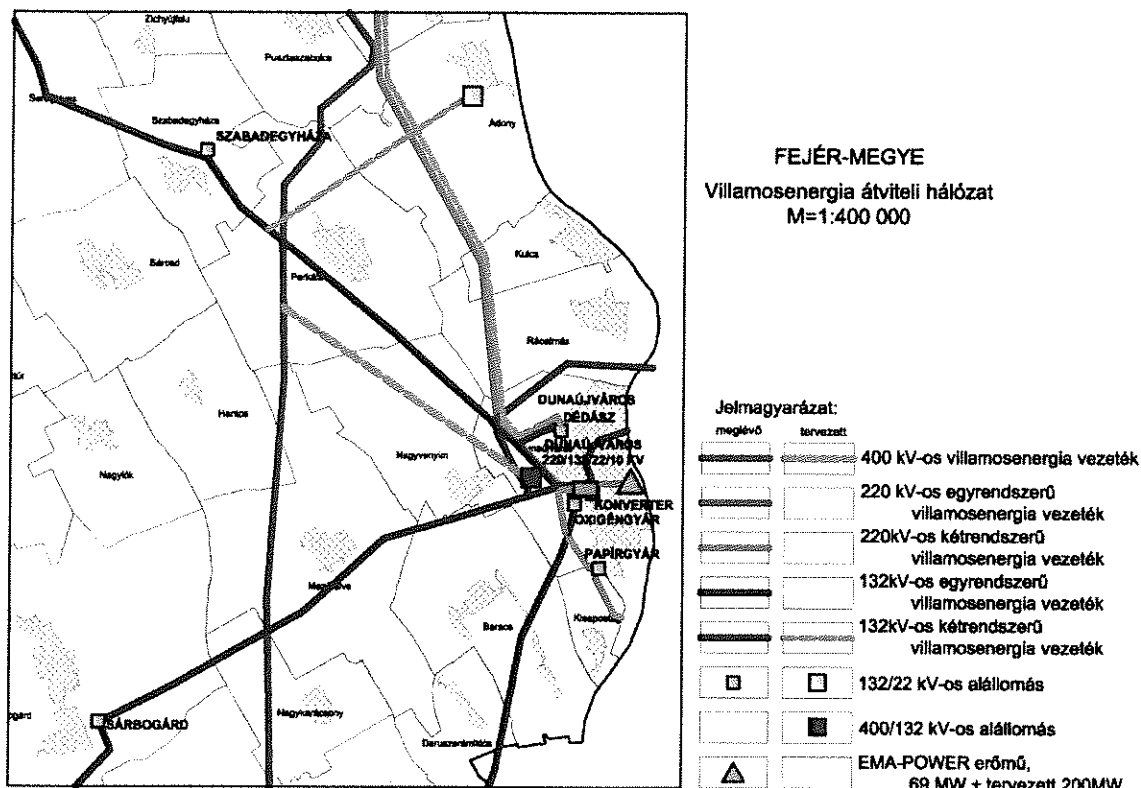 Zichyújfalu
Pusztaszabolcs
Szabadegyháza
SZABADEGYHÁZA
Adony
Kulcs
Sárosd
Perkáta
Rácalmás
Hantos
DUNAÚJVÁROS
DÉDÁSZ
DUNAÚJVÁROS
220/132/22/10 KV
Nagyvenyim
Nagylók
KONVERTER
OXIGÉNGYÁR
PAPÍRGYÁR
Baracs
SÁRBOGÁRD
Nagykarácsony
FEJÉR-MEGYE
Villamosenergia átviteli hálózat
M=1:400 000
Jelmagyarázat:
meglévő
tervezett
400 kV-os villamosenergia vezeték
220 kV-os egyrendszerű
villamosenergia vezeték
220kV-os kétrendszerű
villamosenergia vezeték
132kV-os egyrendszerű
villamosenergia vezeték
132kV-os kétrendszerű
villamosenergia vezeték
132/22 kV-os alállomás
400/132 kV-os alállomás
EMA-POWER erőmű,
69 MW + tervezett 200MW